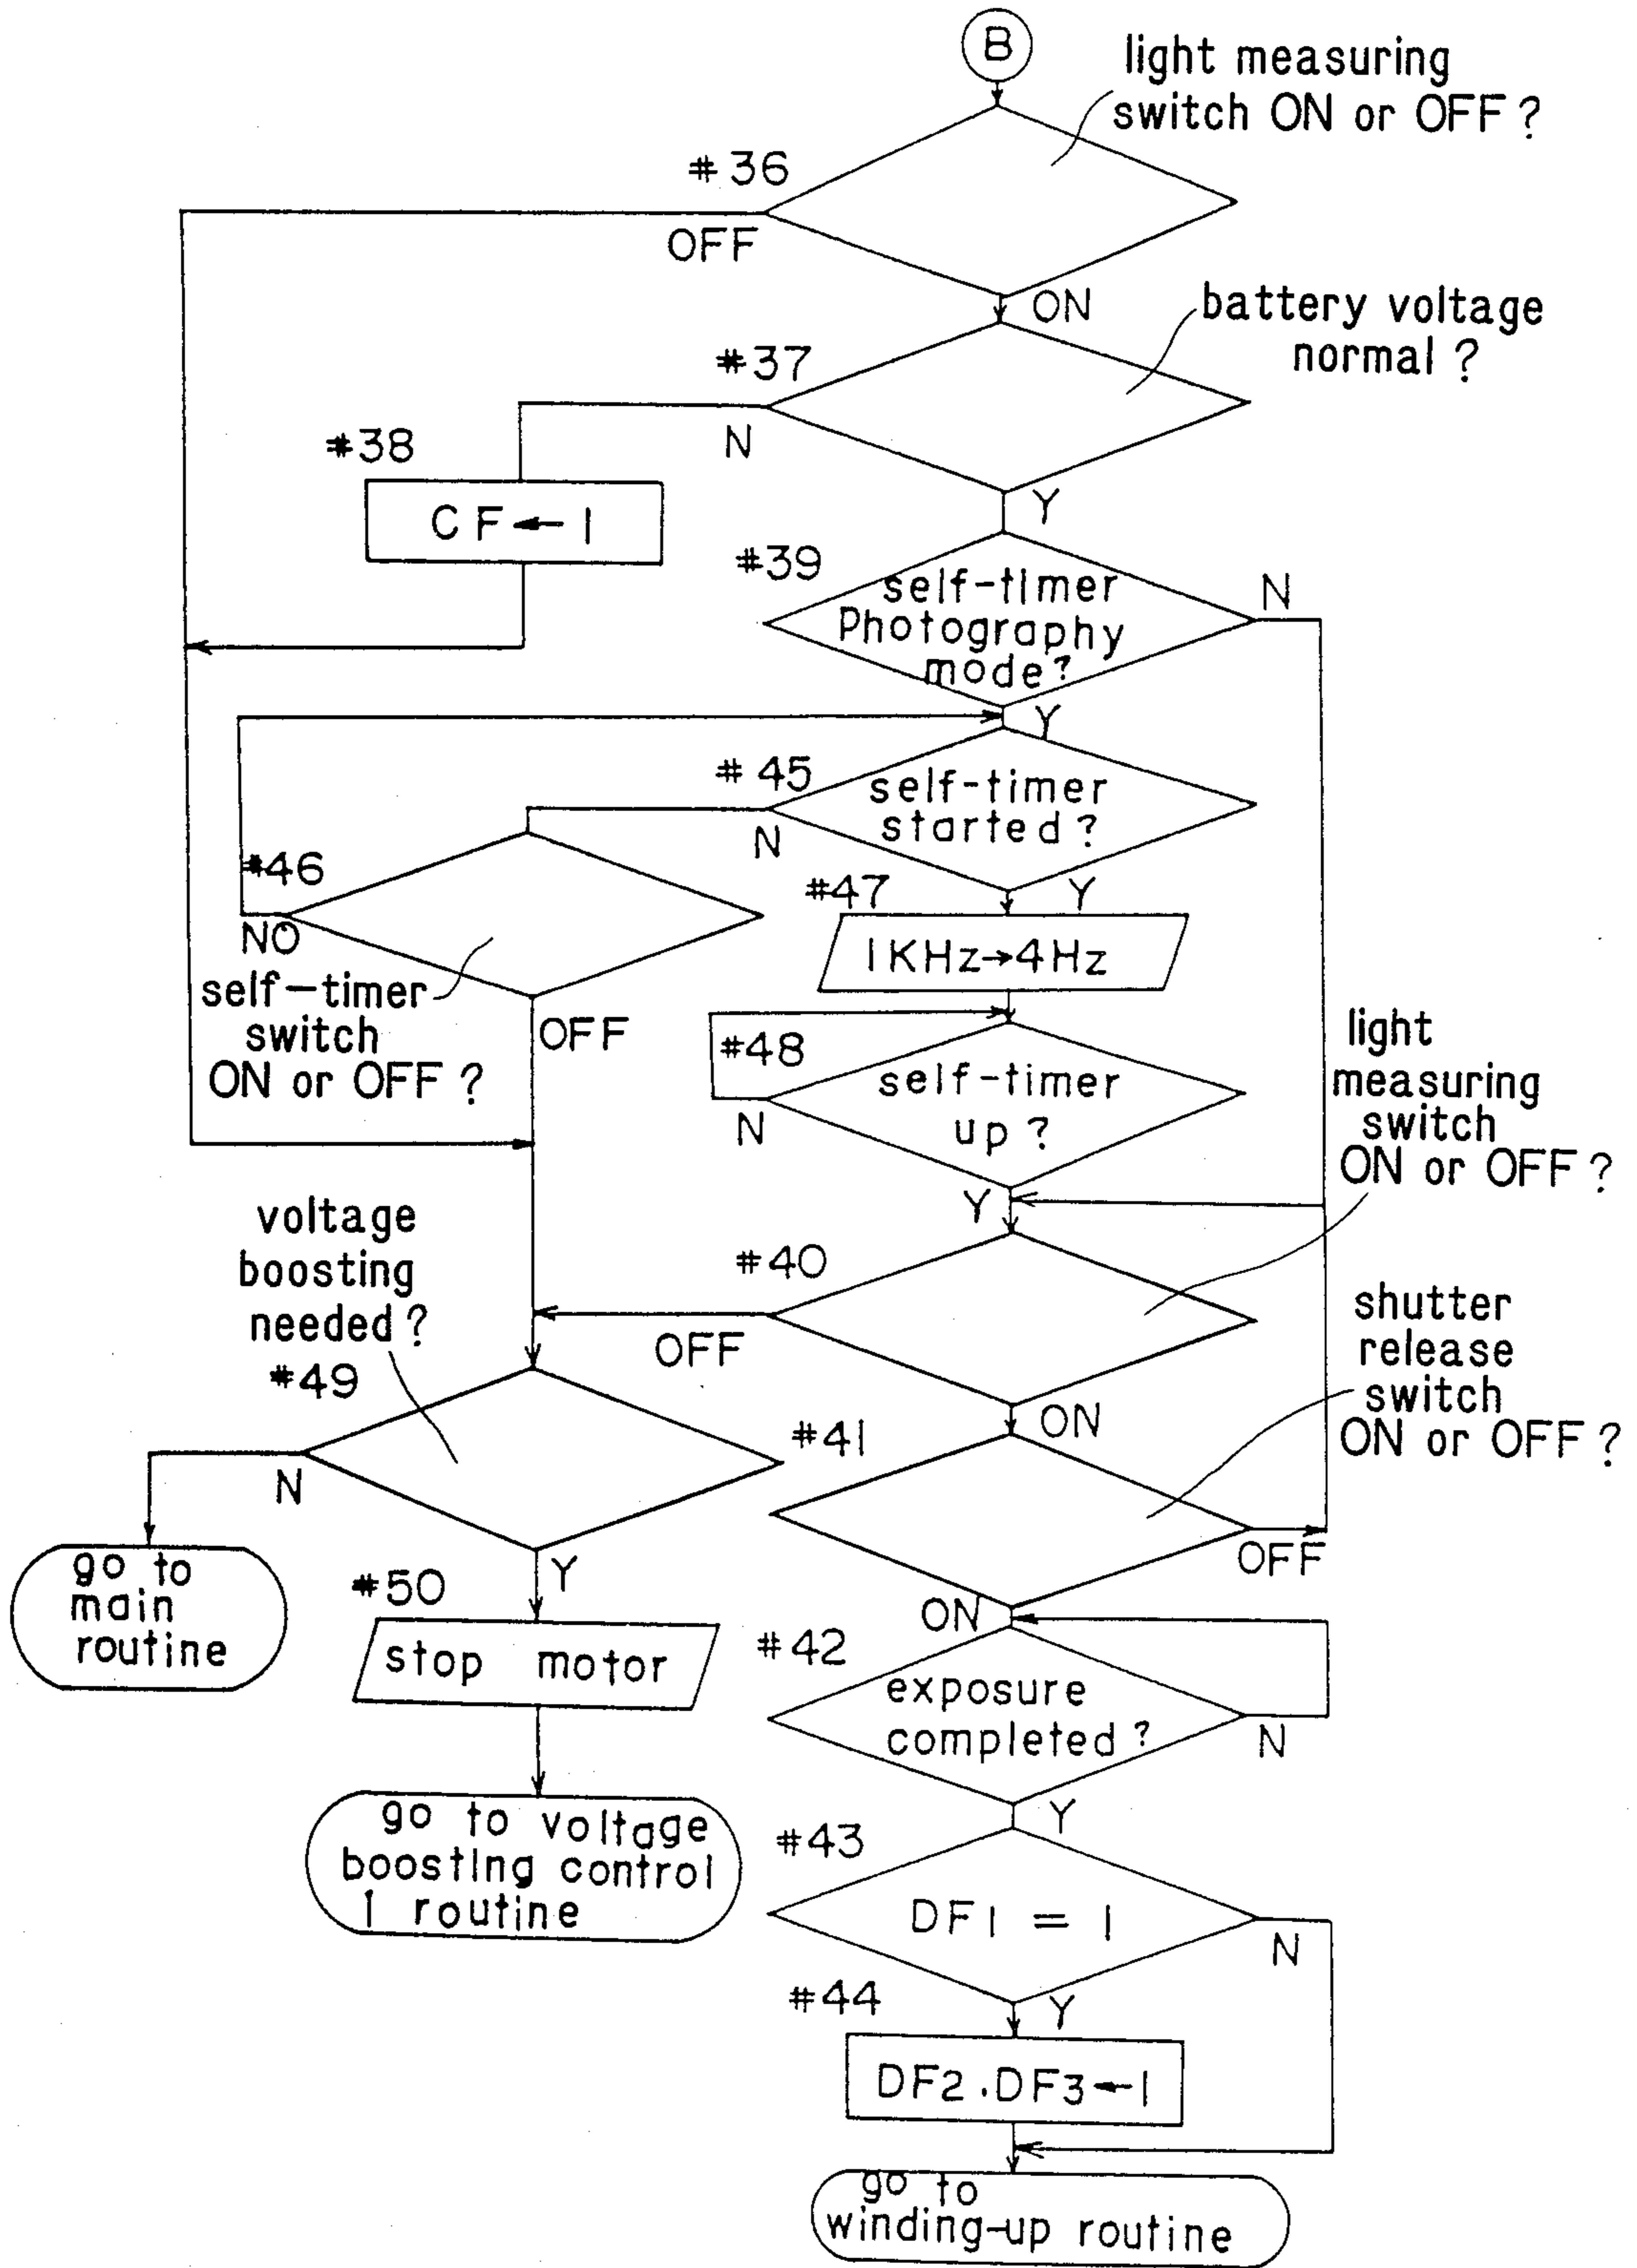 B
light measuring
switch ON or OFF ?
#36
OFF
ON
battery voltage
normal ?
#37
N
#38
Y
CF←1
#39
self-timer
Photography
mode?
N
Y
#45
self-timer
started ?
N
#46
#47
Y
NO
1KHz→4Hz
self-timer
switch
ON or OFF ?
OFF
#48
self-timer
up ?
N
light
measuring
switch
ON or OFF ?
Y
voltage
boosting
needed ?
#40
OFF
shutter
release
switch
ON or OFF ?
#49
ON
#41
N
OFF
go to
main
routine
Y
#50
stop motor
ON
#42
exposure
completed ?
N
Y
go to voltage
boosting control
1 routine
#43
DF1 = 1
N
#44
Y
DF2.DF3←1
go to
winding-up routine